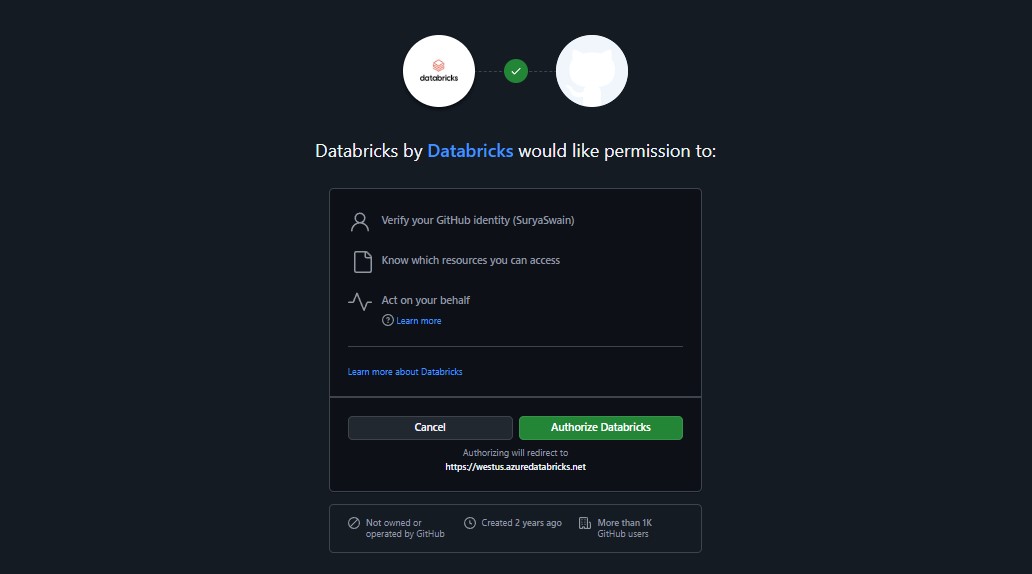 databricks
Databricks by Databricks would like permission to:
Verify your GitHub identity (SuryaSwain)
Know which resources you can access
Act on your behalf
Learn more
Learn more about Databricks
Cancel
Authorize Databricks
Authorizing will redirect to
https://westus.azuredatabricks.net
Not owned or
operated by GitHub
Created 2 years ago
More than 1K
GitHub users